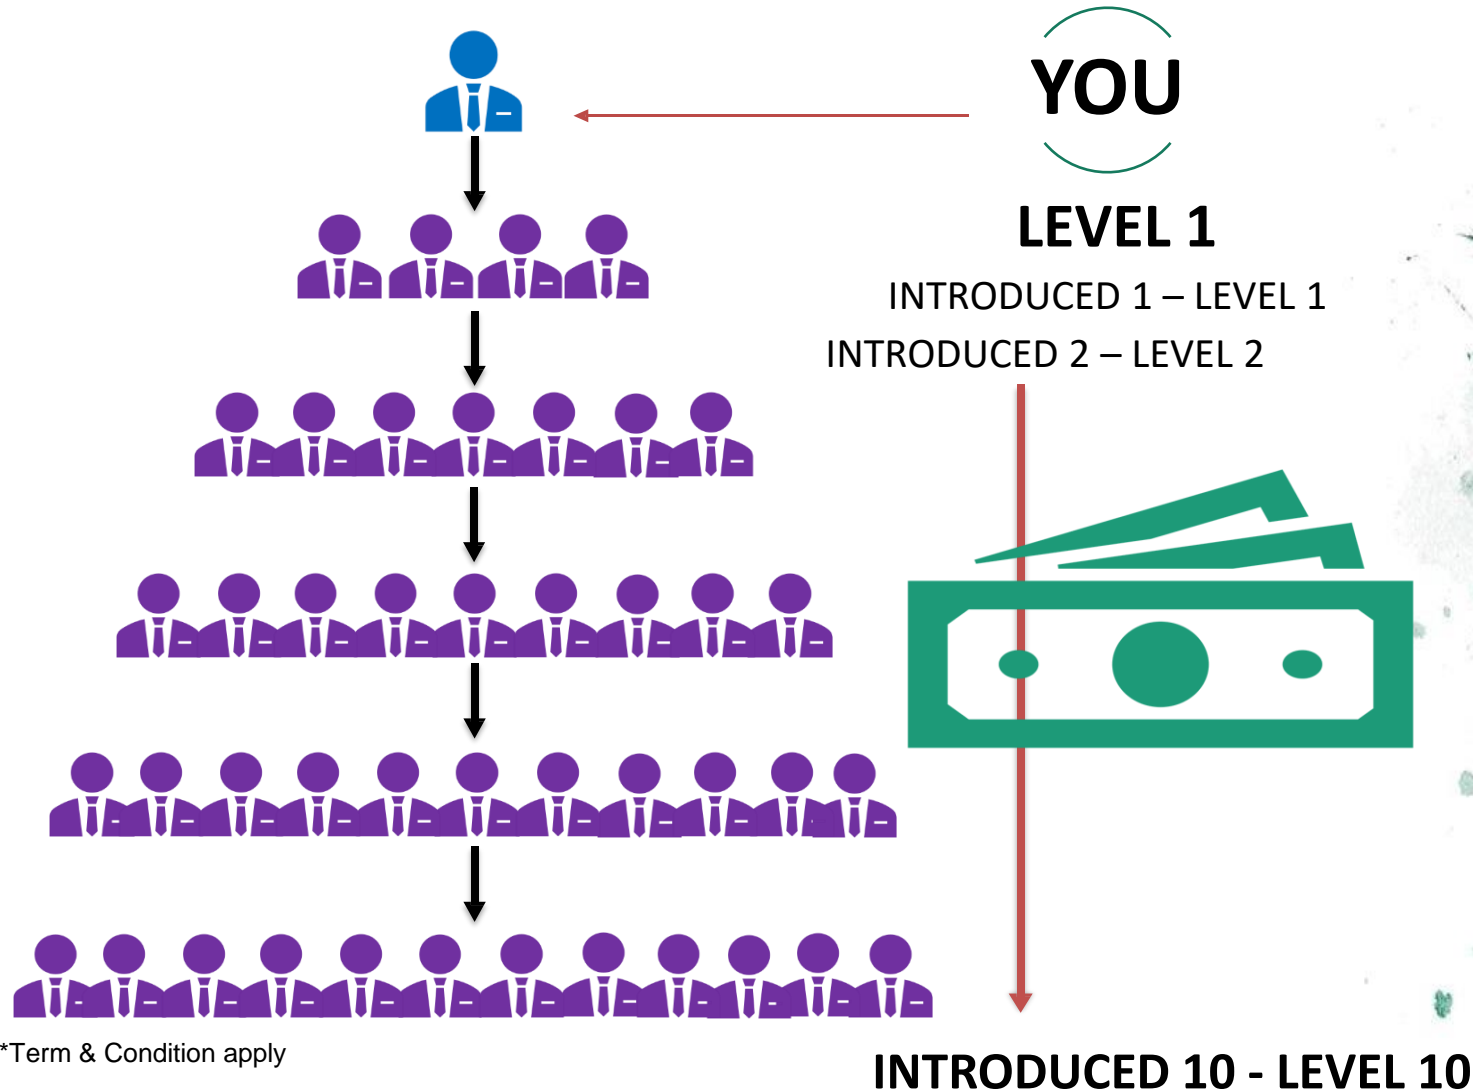 YOU
LEVEL 1
INTRODUCED 1 – LEVEL 1
INTRODUCED 2 – LEVEL 2
*Term & Condition apply
INTRODUCED 10 - LEVEL 10